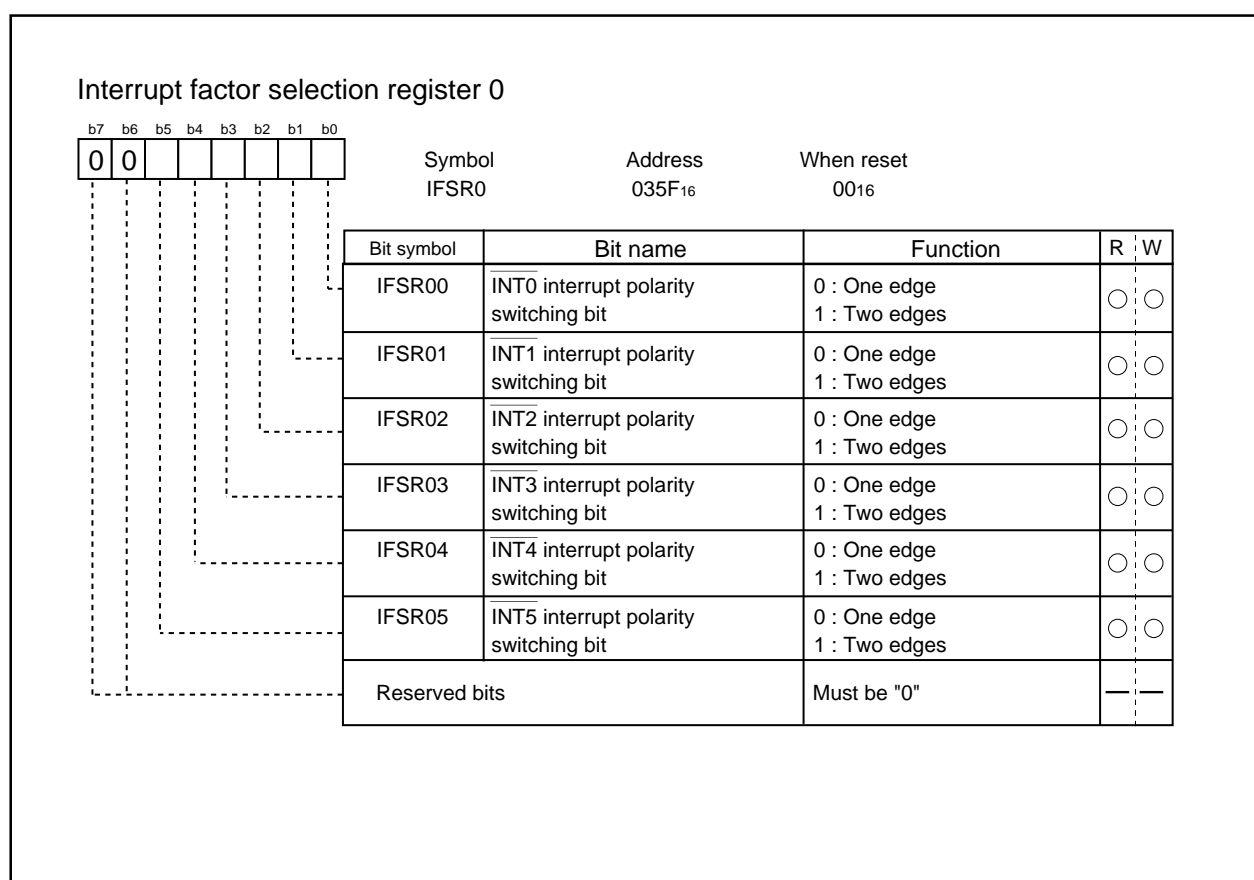 Interrupt factor selection register 0
b7 b6 b5 b4 b3 b2 b1 b0
0 0
Symbol Address When reset
IFSR0 035F16 0016
Bit symbol Bit name Function R W
IFSR00 INT0 interrupt polarity 0 : One edge
switching bit 1 : Two edges
IFSR01 INT1 interrupt polarity 0 : One edge
switching bit 1 : Two edges
IFSR02 INT2 interrupt polarity 0 : One edge
switching bit 1 : Two edges
IFSR03 INT3 interrupt polarity 0 : One edge
switching bit 1 : Two edges
IFSR04 INT4 interrupt polarity 0 : One edge
switching bit 1 : Two edges
IFSR05 INT5 interrupt polarity 0 : One edge
switching bit 1 : Two edges
Reserved bits Must be "0" — —